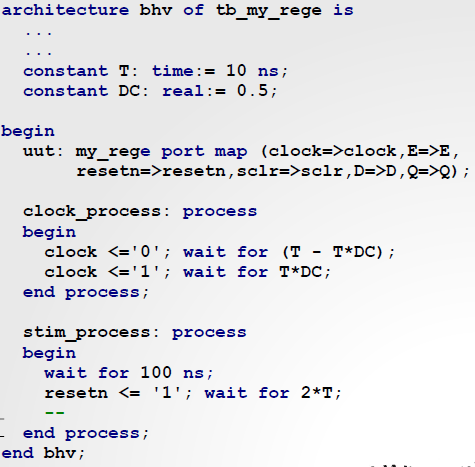 architecture bhv of tb_my_rege is
...
...
constant T: time:= 10 ns;
constant DC: real:= 0.5;
begin
uut: my_rege port map (clock=>clock,E=>E,
resetn=>resetn,sclr=>sclr,D=>D,Q=>Q);
clock_process: process
begin
clock <='0'; wait for (T - T*DC);
clock <='1'; wait for T*DC;
end process;
stim_process: process
begin
wait for 100 ns;
resetn <= '1'; wait for 2*T;
--
end process;
end bhv;